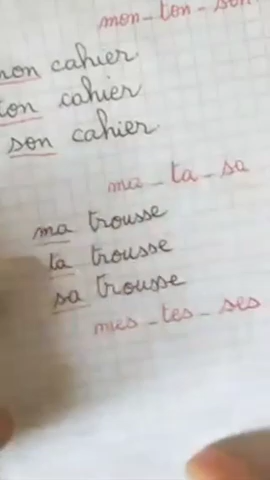 mon - ton - son
mon cahier
ton cahier
son cahier
ma - ta - sa
ma trousse
ta trousse
sa trousse
mes - tes - ses